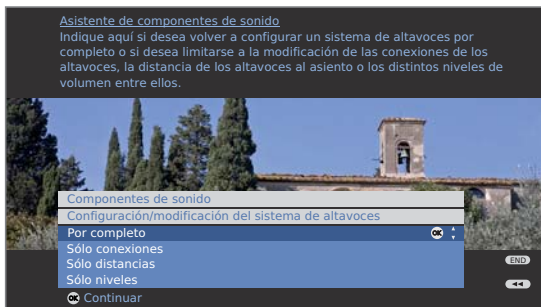 Asistente de componentes de sonido
Indique aquí si desea volver a configurar un sistema de altavoces por
completo o si desea limitarse a la modificación de las conexiones de los
altavoces, la distancia de los altavoces al asiento o los distintos niveles de
volumen entre ellos.
Componentes de sonido
Configuración/modificación del sistema de altavoces
Por completo OK
Sólo conexiones
Sólo distancias
Sólo niveles
END
OK Continuar